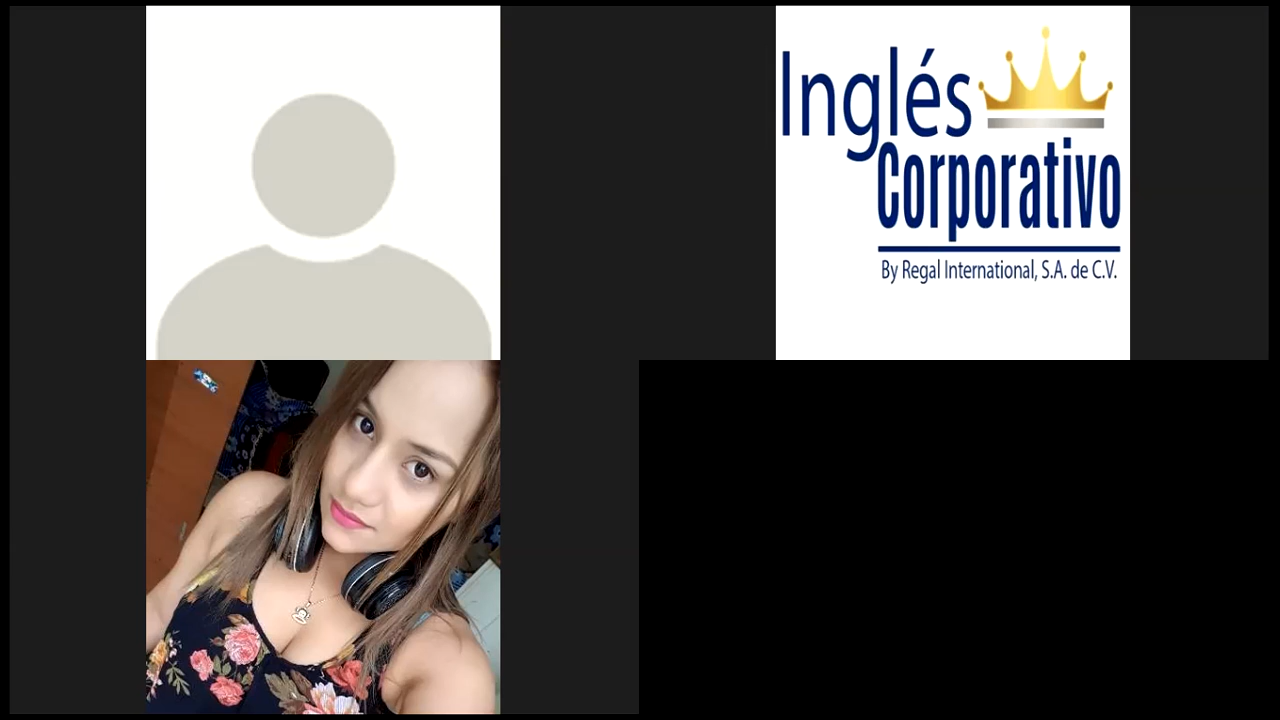 Inglés
Corporativo
By Regal International, S.A. de C.V.